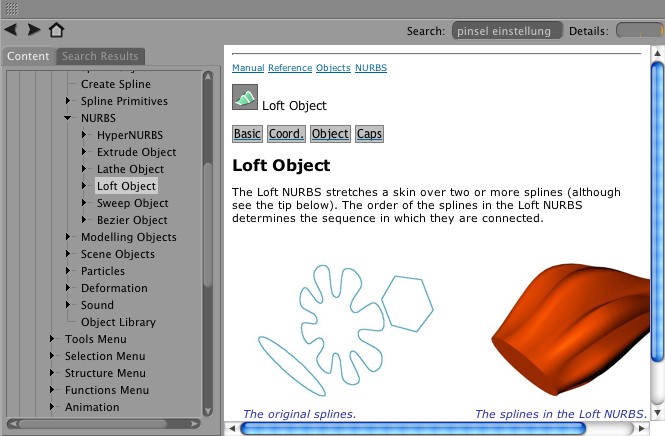 Search: pinsel einstellung Details:
Content Search Results
Create Spline
Spline Primitives
NURBS
HyperNURBS
Extrude Object
Lathe Object
Loft Object
Sweep Object
Bezier Object
Modelling Objects
Scene Objects
Particles
Deformation
Sound
Object Library
Tools Menu
Selection Menu
Structure Menu
Functions Menu
Animation
Manual Reference Objects NURBS
Loft Object
Basic Coord. Object Caps
Loft Object
The Loft NURBS stretches a skin over two or more splines (although
see the tip below). The order of the splines in the Loft NURBS
determines the sequence in which they are connected.
The original splines. The splines in the Loft NURBS.